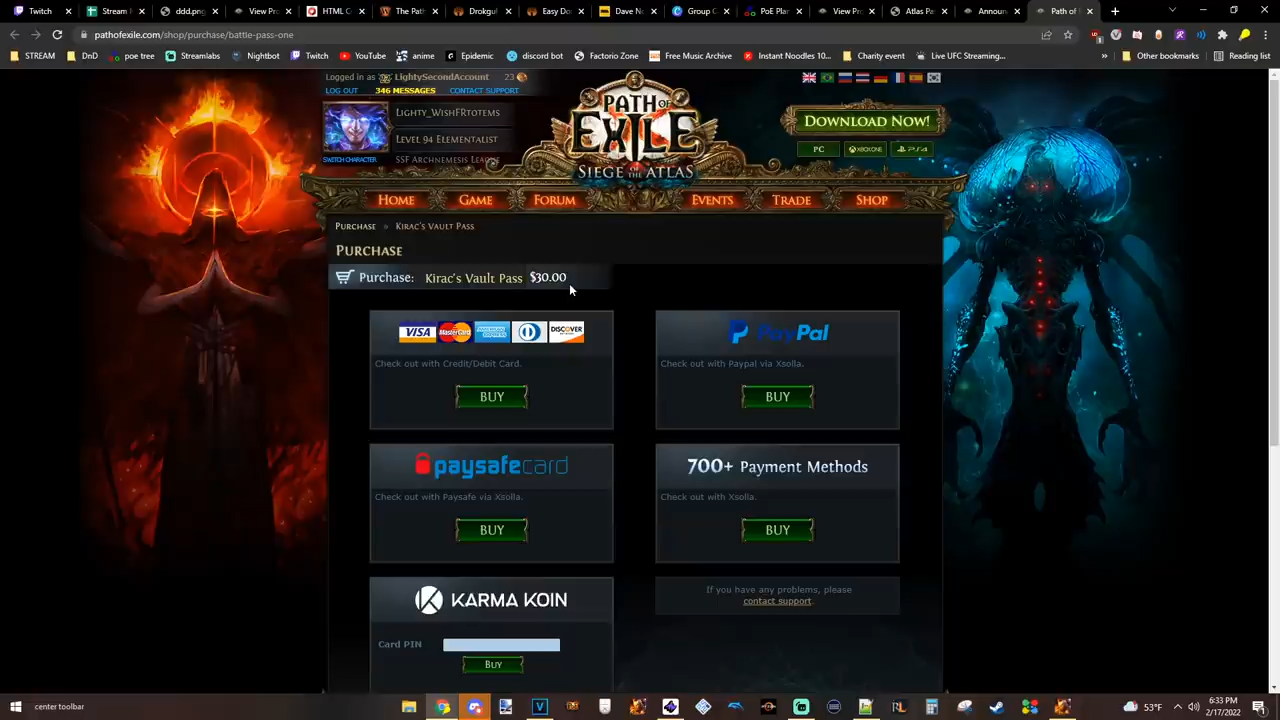 Twitch
Stream M
ddd.png
View Pro
HTML C
The Path
Drokgul
Easy Dor
Dave N
Group C
PoE Plan
View Pro
Atlas Pa
Announ
Path of E
pathofexile.com/shop/purchase/battle-pass-one
STREAM
DnD
poe tree
Streamlabs
Nightbot
Twitch
YouTube
anime
Epidemic
discord bot
Factorio Zone
Free Music Archive
Instant Noodles 10...
Charity event
Live UFC Streaming...
Other bookmarks
Reading list
Logged in as LightySecondAccount 23
LOG OUT 346 MESSAGES CONTACT SUPPORT
Lighty_WishFRtotems
Level 94 Elementalist
SWITCH CHARACTER
SSF Archnemesis Leag
PATH OF
EXILE
SIEGE OF THE ATLAS
DOWNLOAD NOW!
PC
XBOX ONE
PS4
HOME
GAME
FORUM
EVENTS
TRADE
SHOP
Purchase » Kirac's Vault Pass
PURCHASE
Purchase: Kirac's Vault Pass $30.00
VISA MasterCard AMERICAN EXPRESS DISCOVER
Check out with Credit/Debit Card.
BUY
PayPal
Check out with Paypal via Xsolla.
BUY
paysafecard
Check out with Paysafe via Xsolla.
BUY
700+ Payment Methods
Check out with Xsolla.
BUY
KARMA KOIN
Card PIN
Buy
If you have any problems, please
contact support.
center toolbar
53°F
6:33 PM
2/17/2022